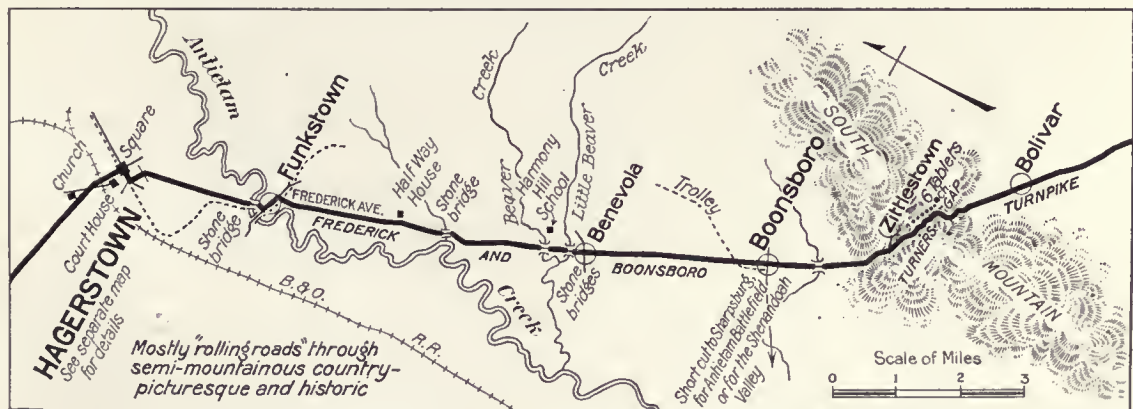 Antietam
Creek
HAGERSTOWN
See separate map
for details
Court House
Church
Square
Stone
bridge
Funkstown
FREDERICK AVE.
FREDERICK
Half Way
House
Stone
bridge
AND
Beaver
Creek
Harmony
Hill
School
Little Beaver
Creek
Stone
bridges
Benevola
BOONSBORO
Trolley
Boonsboro
Short cut to Sharpsburg,
for Antietam Battlefield
or for the Shenandoah
Valley
SOUTH
MOUNTAIN
Zittlestown
6 Tablets
TURNERS GAP
Bolivar
TURNPIKE
B.&O.
R.R.
Mostly "rolling roads" through
semi-mountainous country-
picturesque and historic
Scale of Miles
0 1 2 3